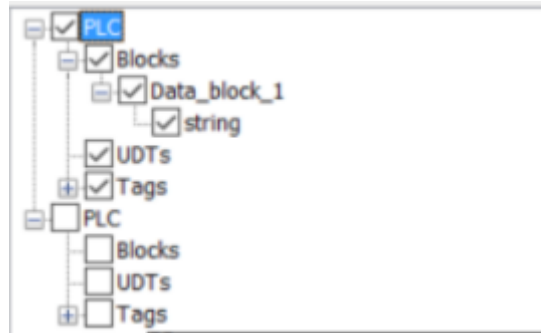 PLC
Blocks
Data_block_1
string
UDTs
Tags
PLC
Blocks
UDTs
Tags